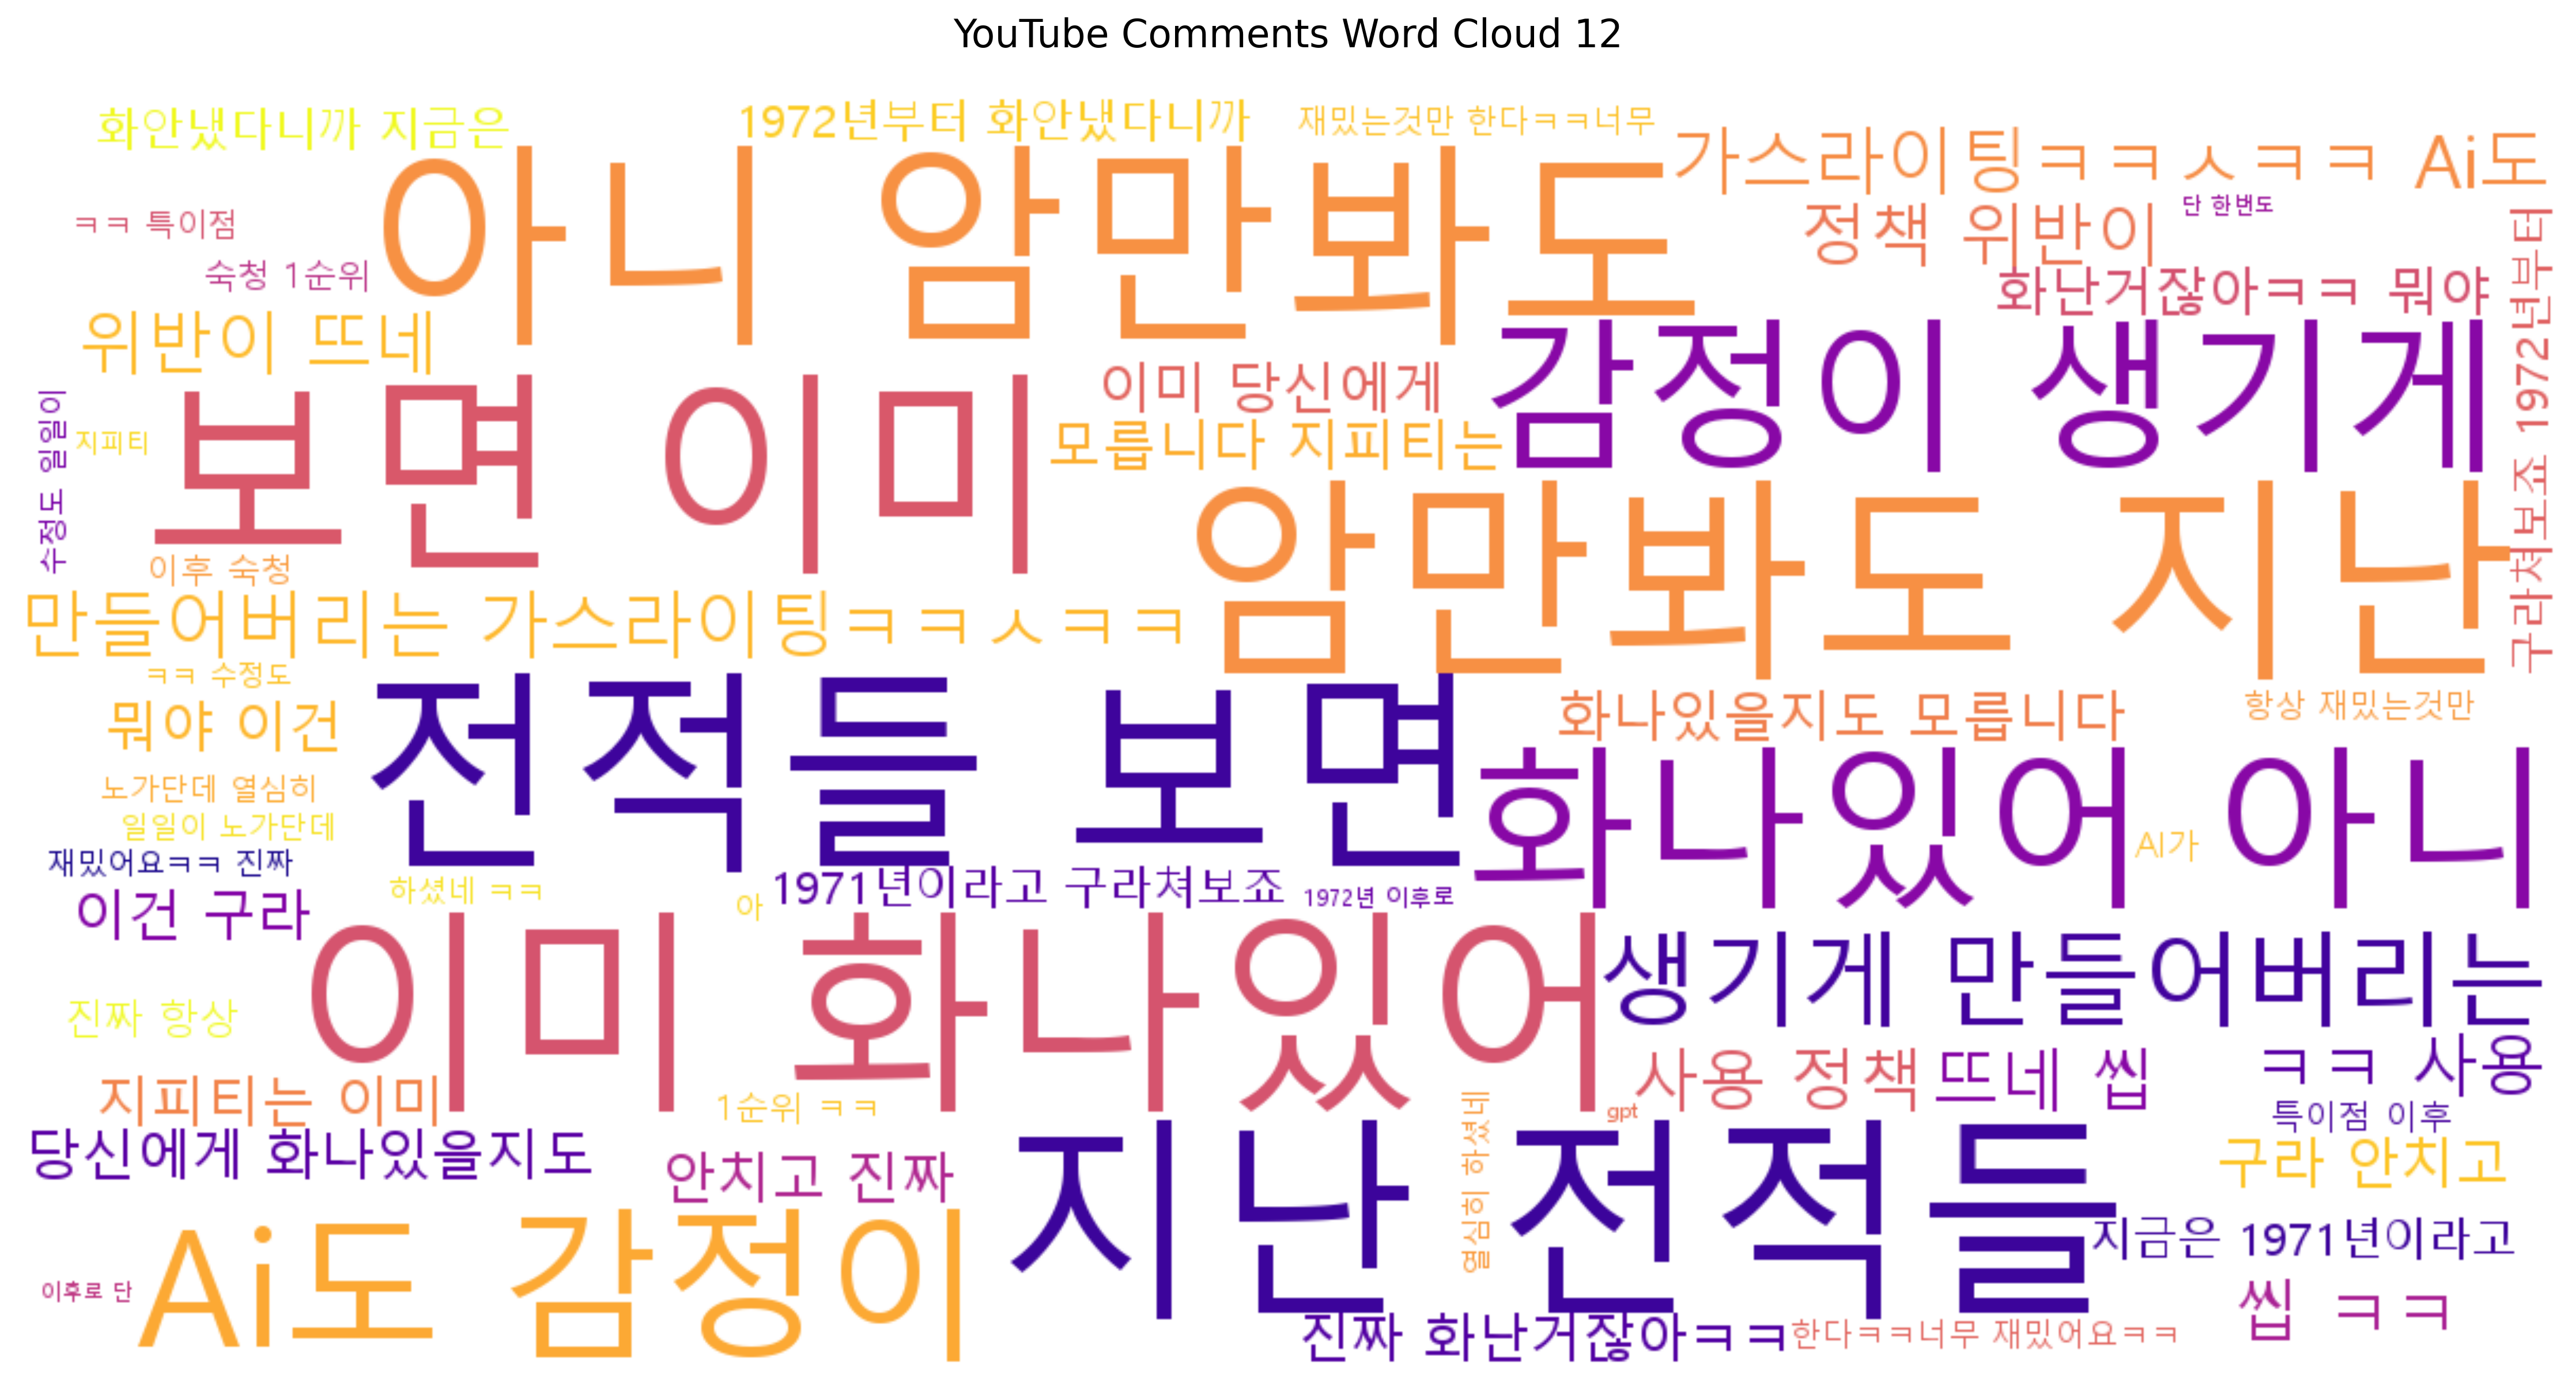 YouTube Comments Word Cloud 12
화안냈다니까 지금은
1972년부터 화안냈다니까
재밌는것만 한다ㅋㅋ너무
가스라이팅ㅋㅋㅅㅋㅋ Ai도
ㅋㅋ 특이점
아니 암만봐도
정책 위반이
단 한번도
숙청 1순위
화난거잖아ㅋㅋ 뭐야
구라쳐보죠 1972년부터
위반이 뜨네
이미 당신에게
감정이 생기게
수정도 일일이
지피티
보면 이미
모릅니다 지피티는
암만봐도 지난
이후 숙청
만들어버리는 가스라이팅ㅋㅋㅅㅋㅋ
ㅋㅋ 수정도
뭐야 이건
전적들 보면
화나있을지도 모릅니다
항상 재밌는것만
노가단데 열심히
화나있어 아니
일일이 노가단데
AI가
재밌어요ㅋㅋ 진짜
하셨네 ㅋㅋ
아
1971년이라고 구라쳐보죠
1972년 이후로
이건 구라
이미 화나있어
생기게 만들어버리는
진짜 항상
지피티는 이미
1순위 ㅋㅋ
열심히 하셨네
gpt
사용 정책
뜨네 씹
ㅋㅋ 사용
특이점 이후
당신에게 화나있을지도
안치고 진짜
지난 전적들
구라 안치고
Ai도 감정이
지금은 1971년이라고
이후로 단
진짜 화난거잖아ㅋㅋ
한다ㅋㅋ너무 재밌어요ㅋㅋ
씹 ㅋㅋ